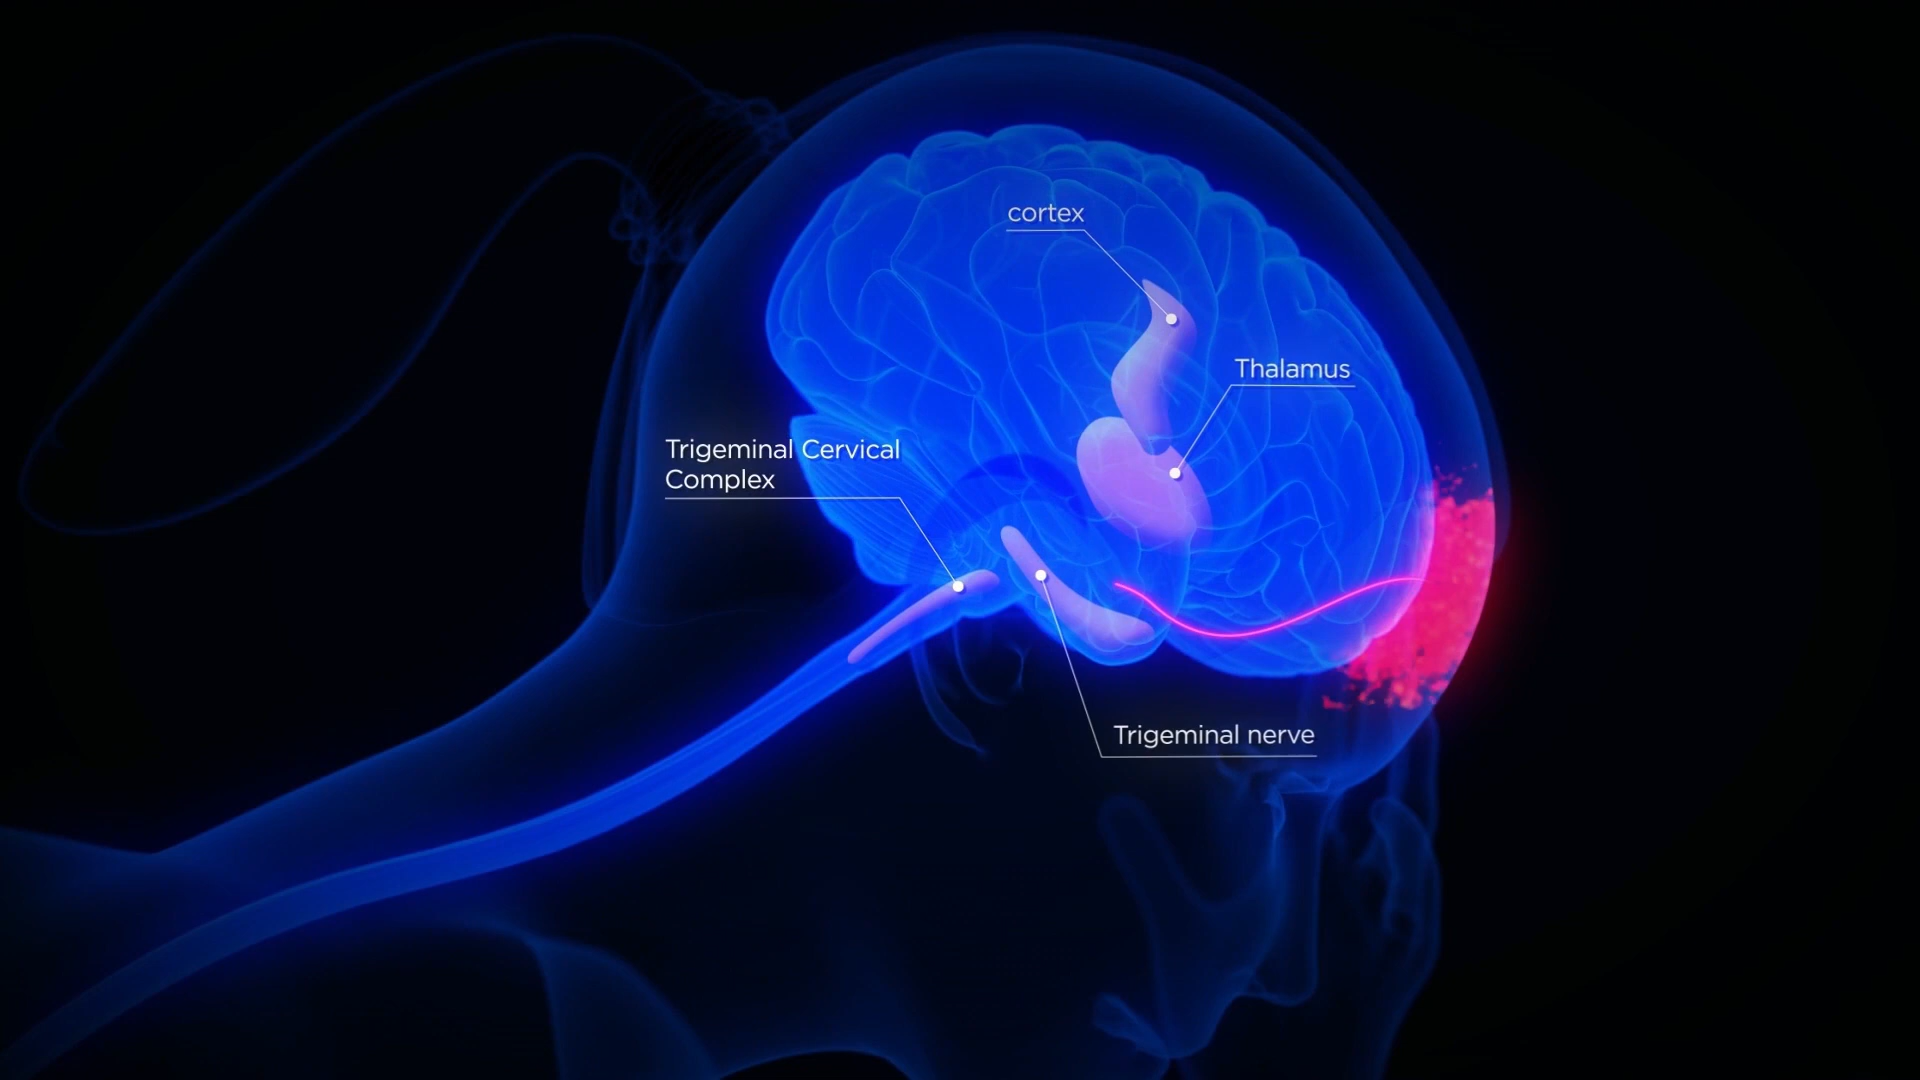 cortex
Thalamus
Trigeminal Cervical
Complex
Trigeminal nerve